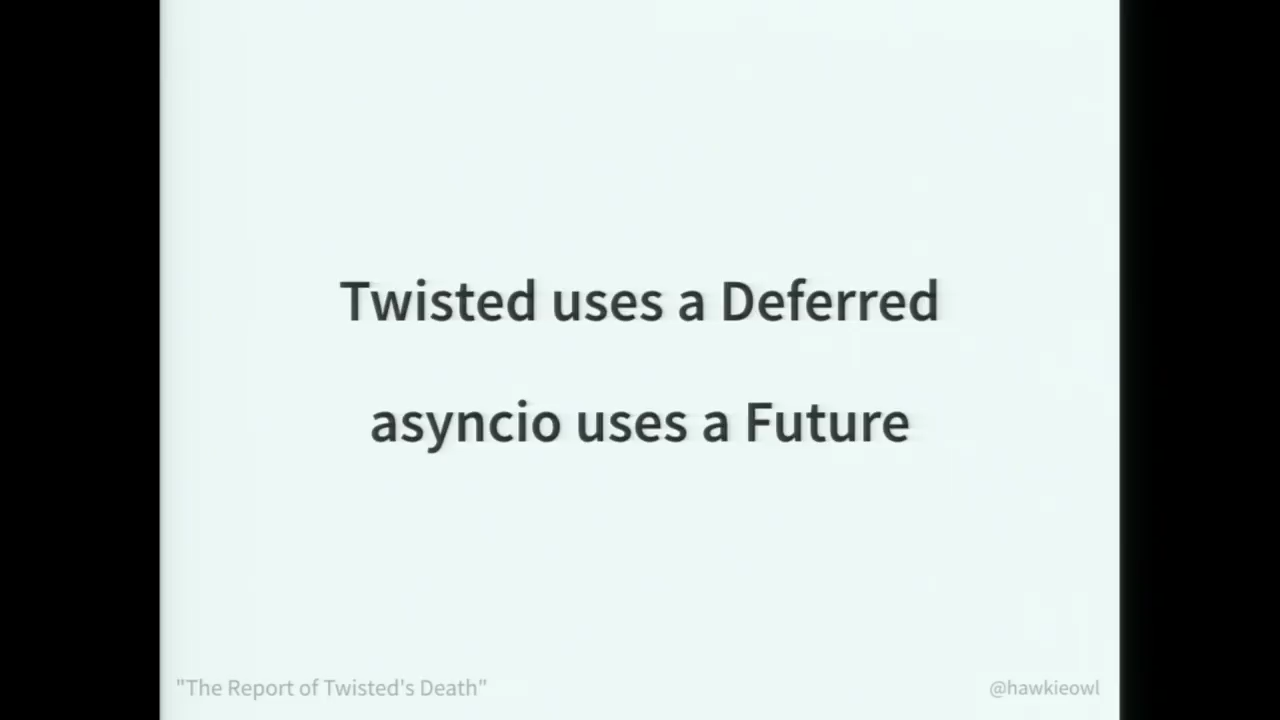 Twisted uses a Deferred
asyncio uses a Future
"The Report of Twisted's Death"
@hawkieowl